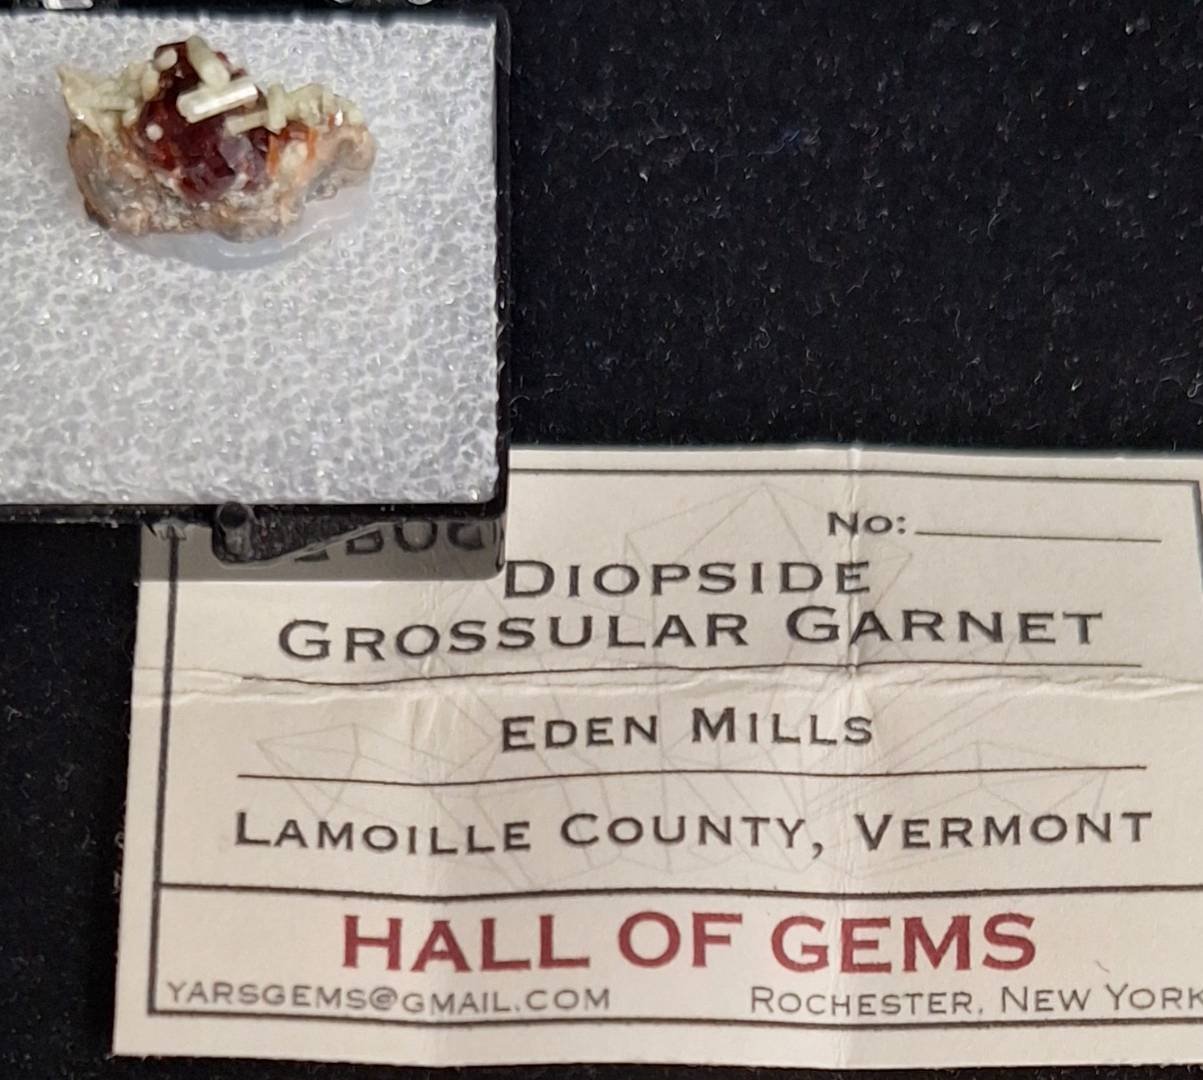 No:
DIOPSIDE
GROSSULAR GARNET
EDEN MILLS
LAMOILLE COUNTY, VERMONT
HALL OF GEMS
YARSGEMS@GMAIL.COM
ROCHESTER, NEW YORK